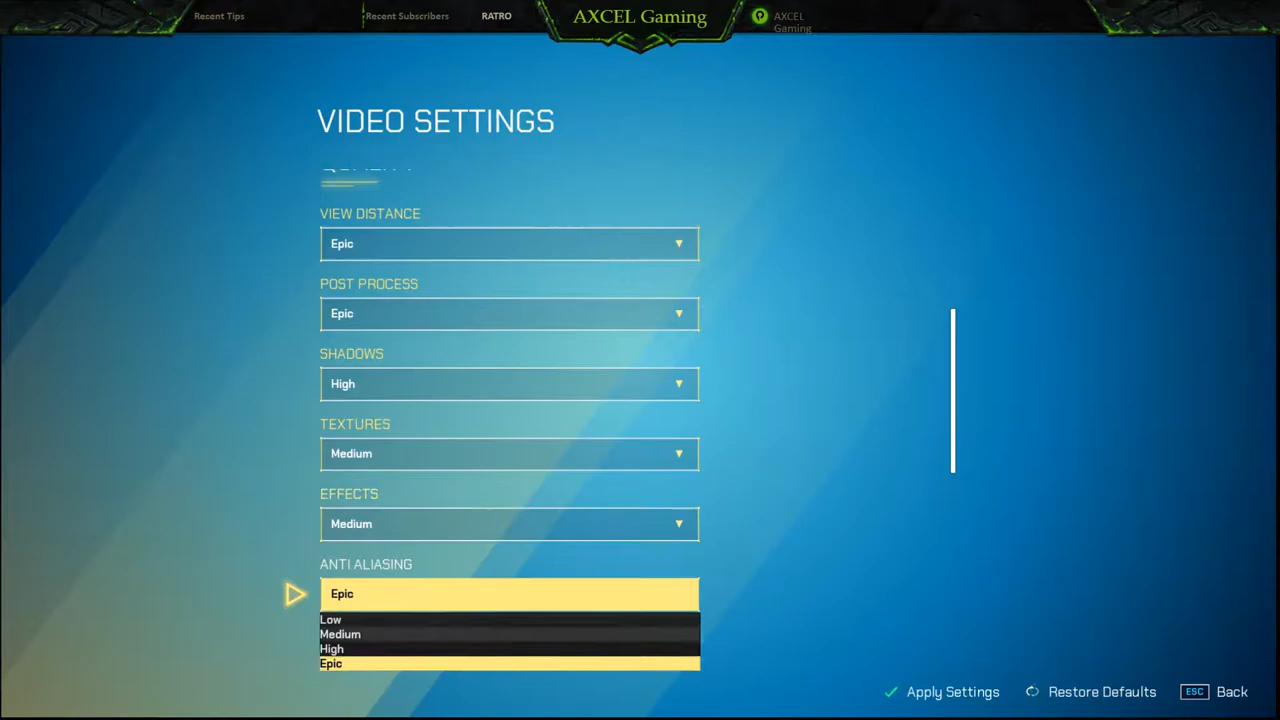 Recent Tips
Recent Subscribers
RATRO
AXCEL Gaming
AXCEL
Gaming
VIDEO SETTINGS
VIEW DISTANCE
Epic
POST PROCESS
Epic
SHADOWS
High
TEXTURES
Medium
EFFECTS
Medium
ANTI ALIASING
Epic
Low
Medium
High
Epic
Apply Settings
Restore Defaults
ESC Back